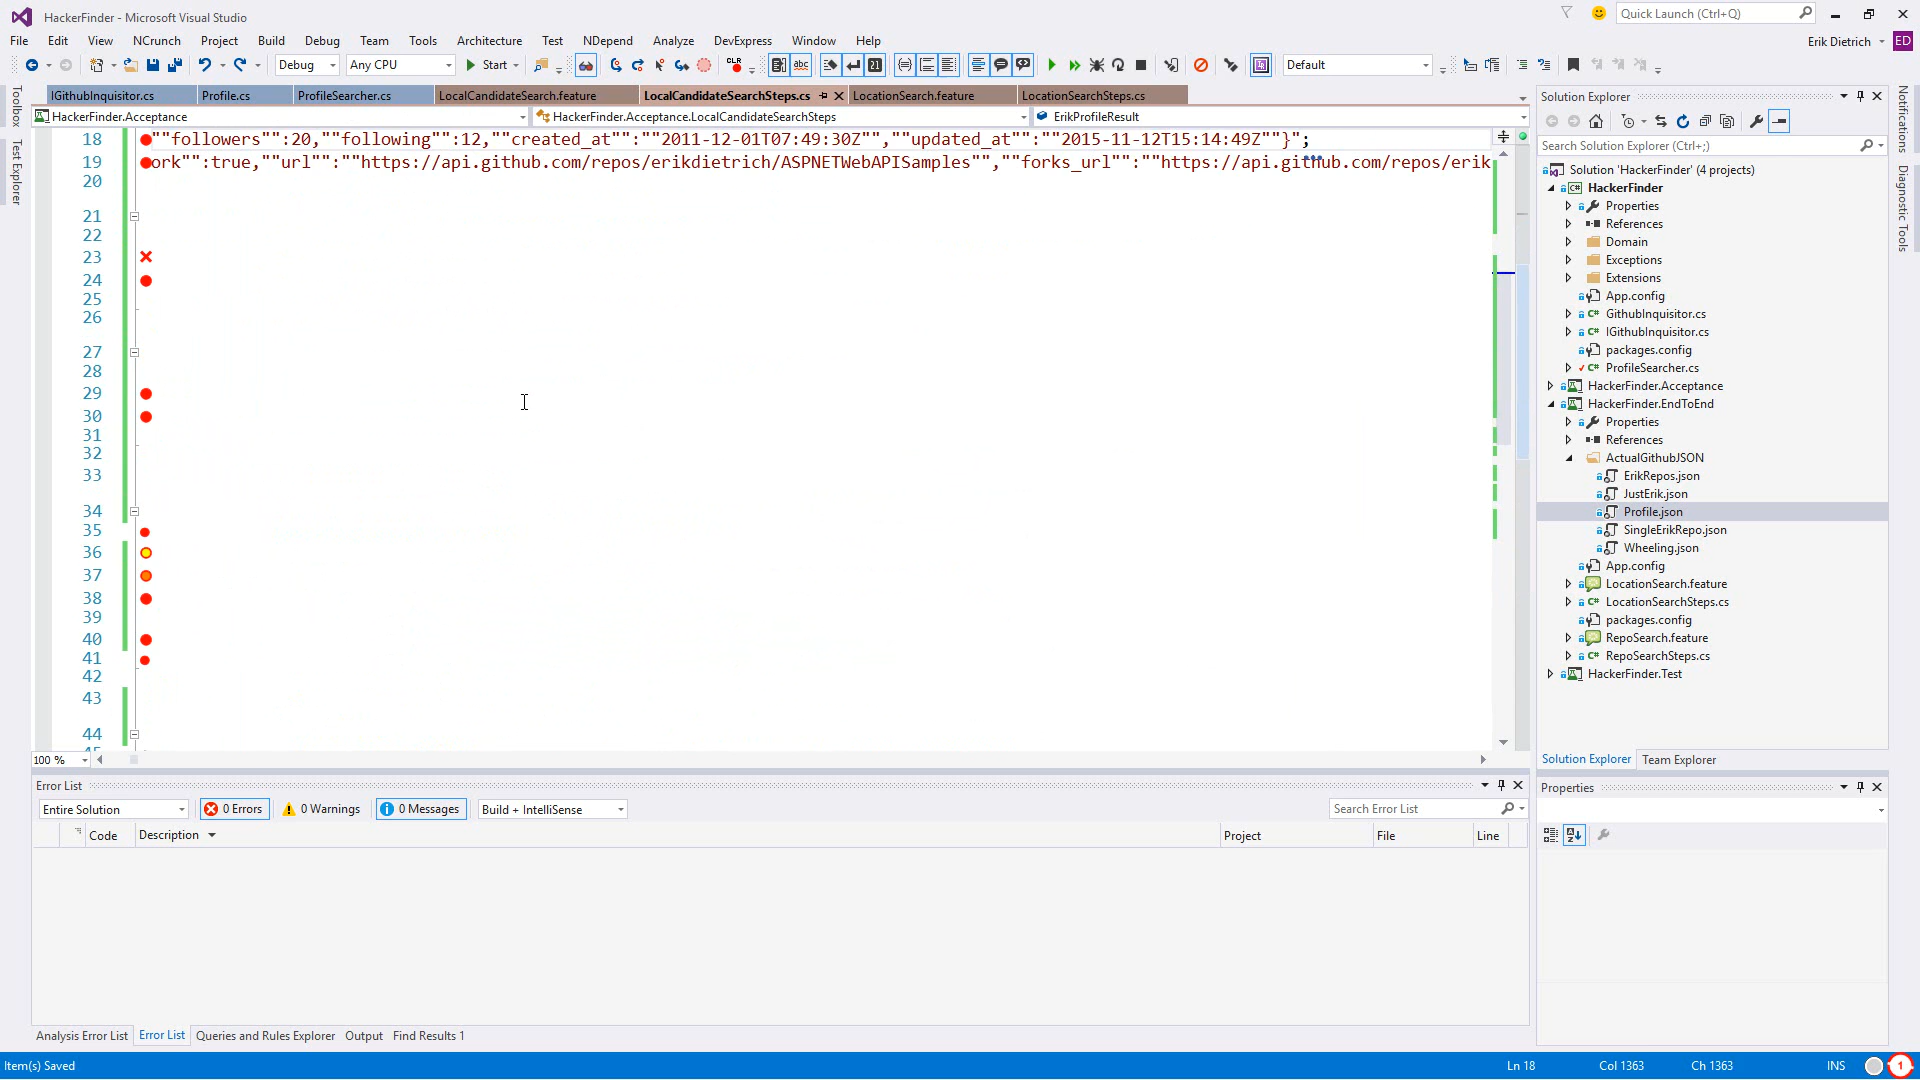 HackerFinder - Microsoft Visual Studio
Quick Launch (Ctrl+Q)
File Edit View NCrunch Project Build Debug Team Tools Architecture Test NDepend Analyze DevExpress Window Help
Erik Dietrich ED
Debug Any CPU Start CLR abc 21 Default
Toolbox
Test Explorer
IGithubInquisitor.cs Profile.cs ProfileSearcher.cs LocalCandidateSearch.feature LocalCandidateSearchSteps.cs LocationSearch.feature LocationSearchSteps.cs
HackerFinder.Acceptance HackerFinder.Acceptance.LocalCandidateSearchSteps ErikProfileResult
18 ""followers"":20,""following"":12,""created_at"":""2011-12-01T07:49:30Z"",""updated_at"":""2015-11-12T15:14:49Z""}";
19 ork"":true,""url"":""https://api.github.com/repos/erikdietrich/ASPNETWebAPISamples"",""forks_url"":""https://api.github.com/repos/erik
20
21
22
23
24
25
26
27
28
29
30
31
32
33
34
35
36
37
38
39
40
41
42
43
44
45
100 %
Solution Explorer
Search Solution Explorer (Ctrl+;)
Solution 'HackerFinder' (4 projects)
HackerFinder
Properties
References
Domain
Exceptions
Extensions
App.config
GithubInquisitor.cs
IGithubInquisitor.cs
packages.config
ProfileSearcher.cs
HackerFinder.Acceptance
HackerFinder.EndToEnd
Properties
References
ActualGithubJSON
ErikRepos.json
JustErik.json
Profile.json
SingleErikRepo.json
Wheeling.json
App.config
LocationSearch.feature
LocationSearchSteps.cs
packages.config
RepoSearch.feature
RepoSearchSteps.cs
HackerFinder.Test
Solution Explorer Team Explorer
Properties
Notifications
Diagnostic Tools
Error List
Entire Solution 0 Errors 0 Warnings 0 Messages Build + IntelliSense Search Error List
Code Description Project File Line
Analysis Error List Error List Queries and Rules Explorer Output Find Results 1
Item(s) Saved Ln 18 Col 1363 Ch 1363 INS 1